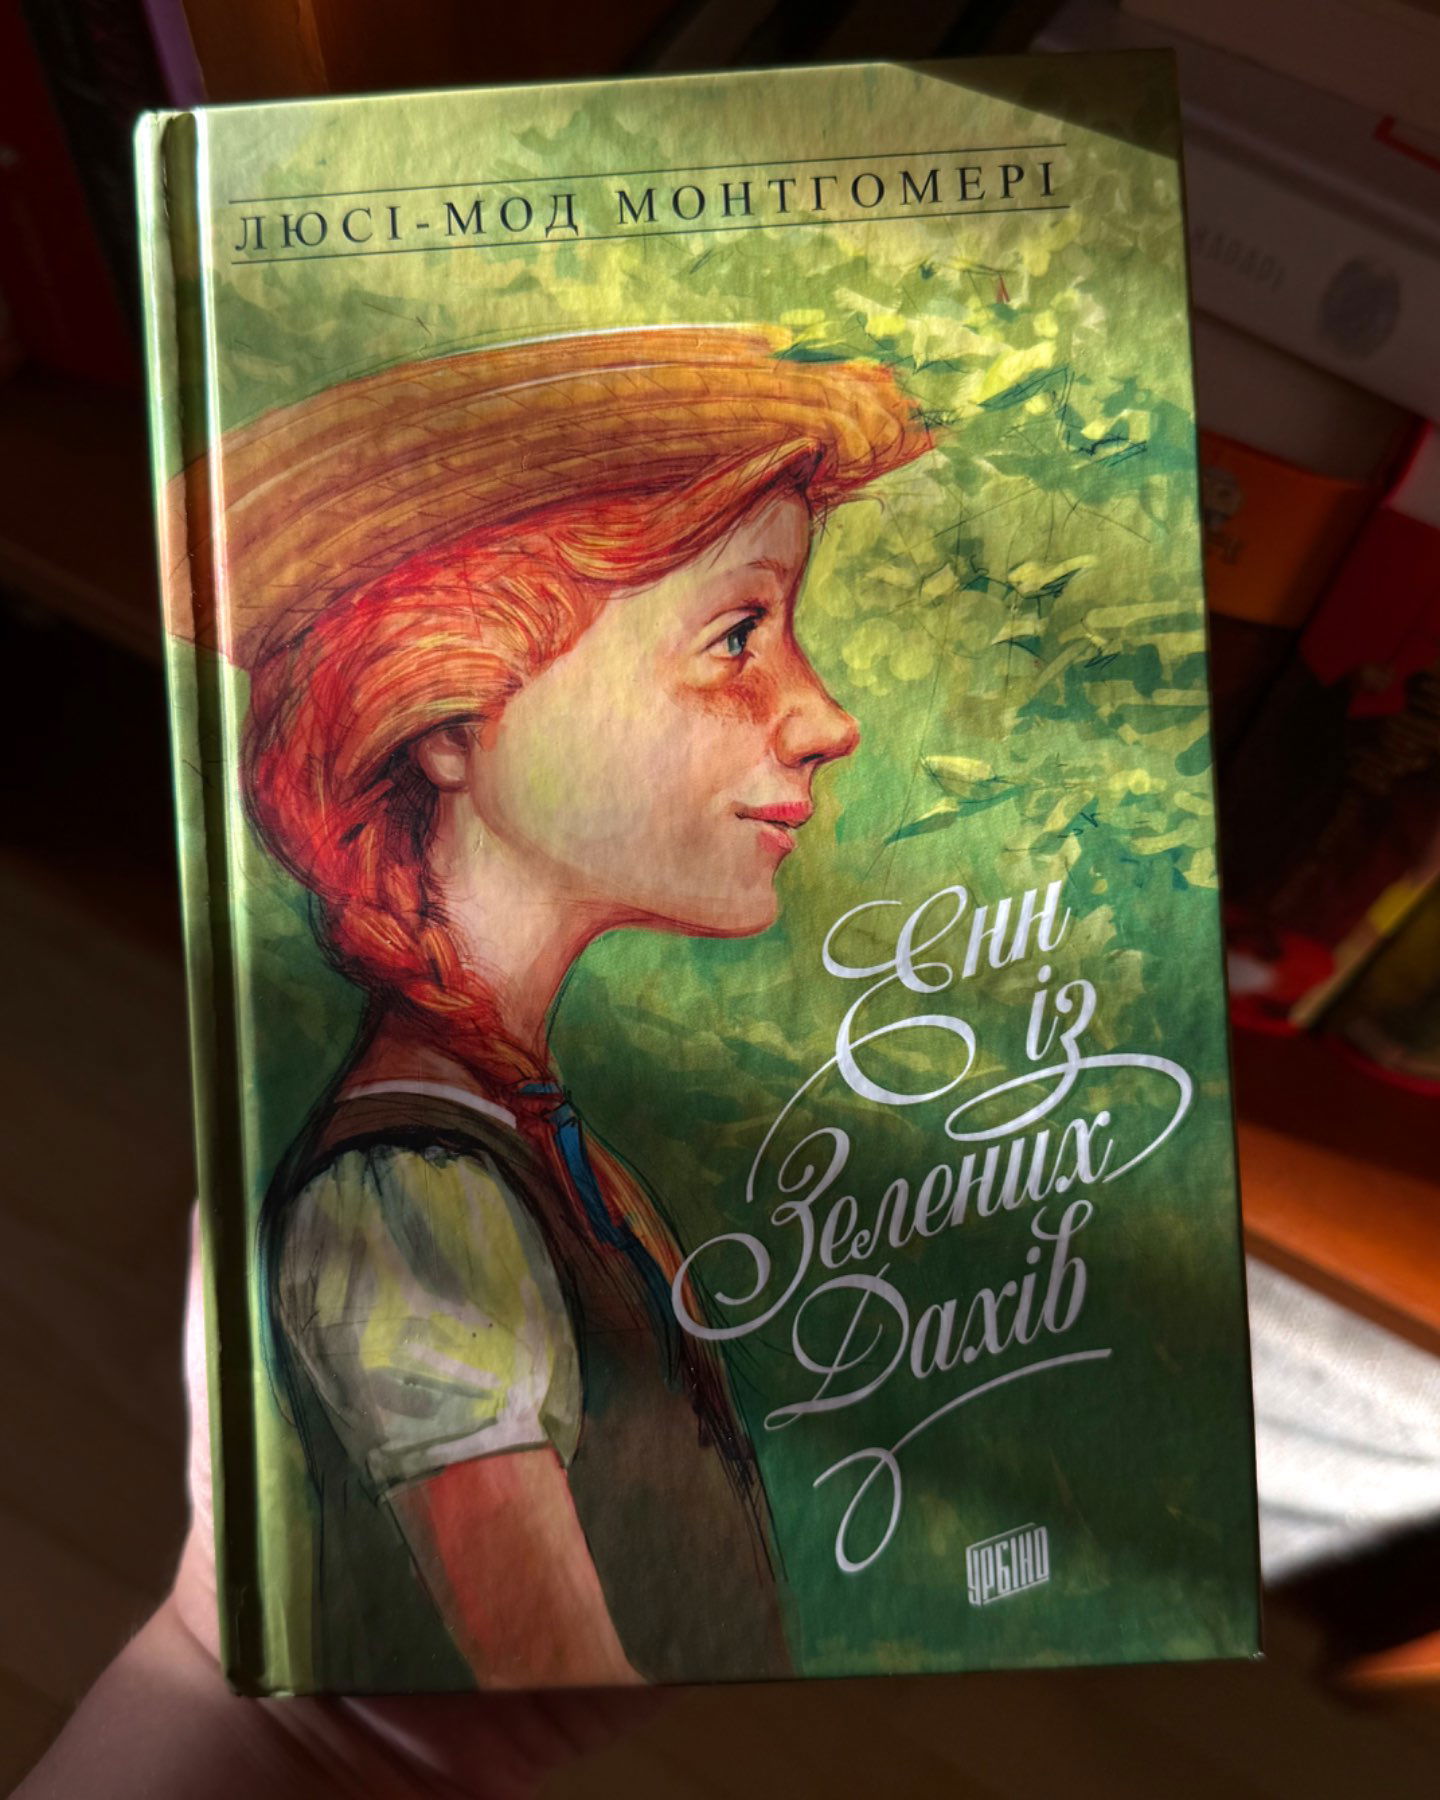 ЛЮСІ-МОД МОНТГОМЕРІ
Енн
із
Зелених
Дахів
УРБІНО